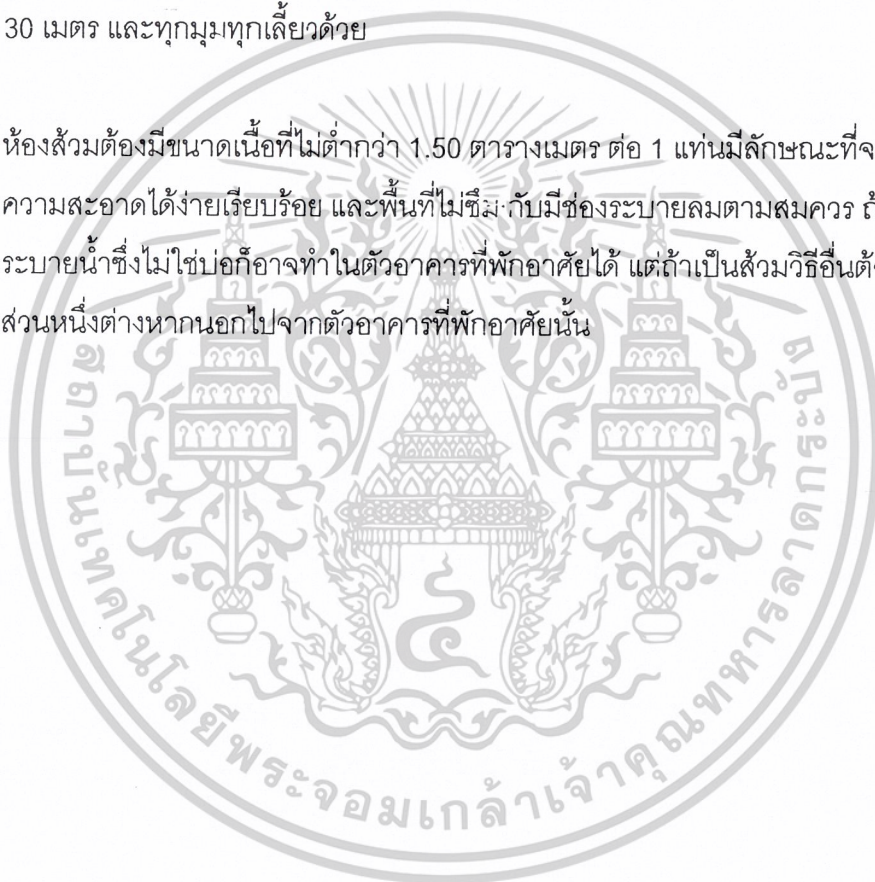 30 เมตร และทุกมุมทุกเลี้ยวด้วย
ห้องส้วมต้องมีขนาดเนื้อที่ไม่ต่ำกว่า 1.50 ตารางเมตร ต่อ 1 แท่นมีลักษณะที่จ
ความสะอาดได้ง่ายเรียบร้อย และพื้นที่ไม่ซึม กับมีช่องระบายลมตามสมควร ถ้
ระบายน้ำซึ่งไม่ใช่บ่อก็อาจทำในตัวอาคารที่พักอาศัยได้ แต่ถ้าเป็นส้วมวิธีอื่นต้
ส่วนหนึ่งต่างหากนอกไปจากตัวอาคารที่พักอาศัยนั้น
สถาบันเทคโนโลยีพระจอมเกล้าเจ้าคุณทหารลาดกระบัง
๔